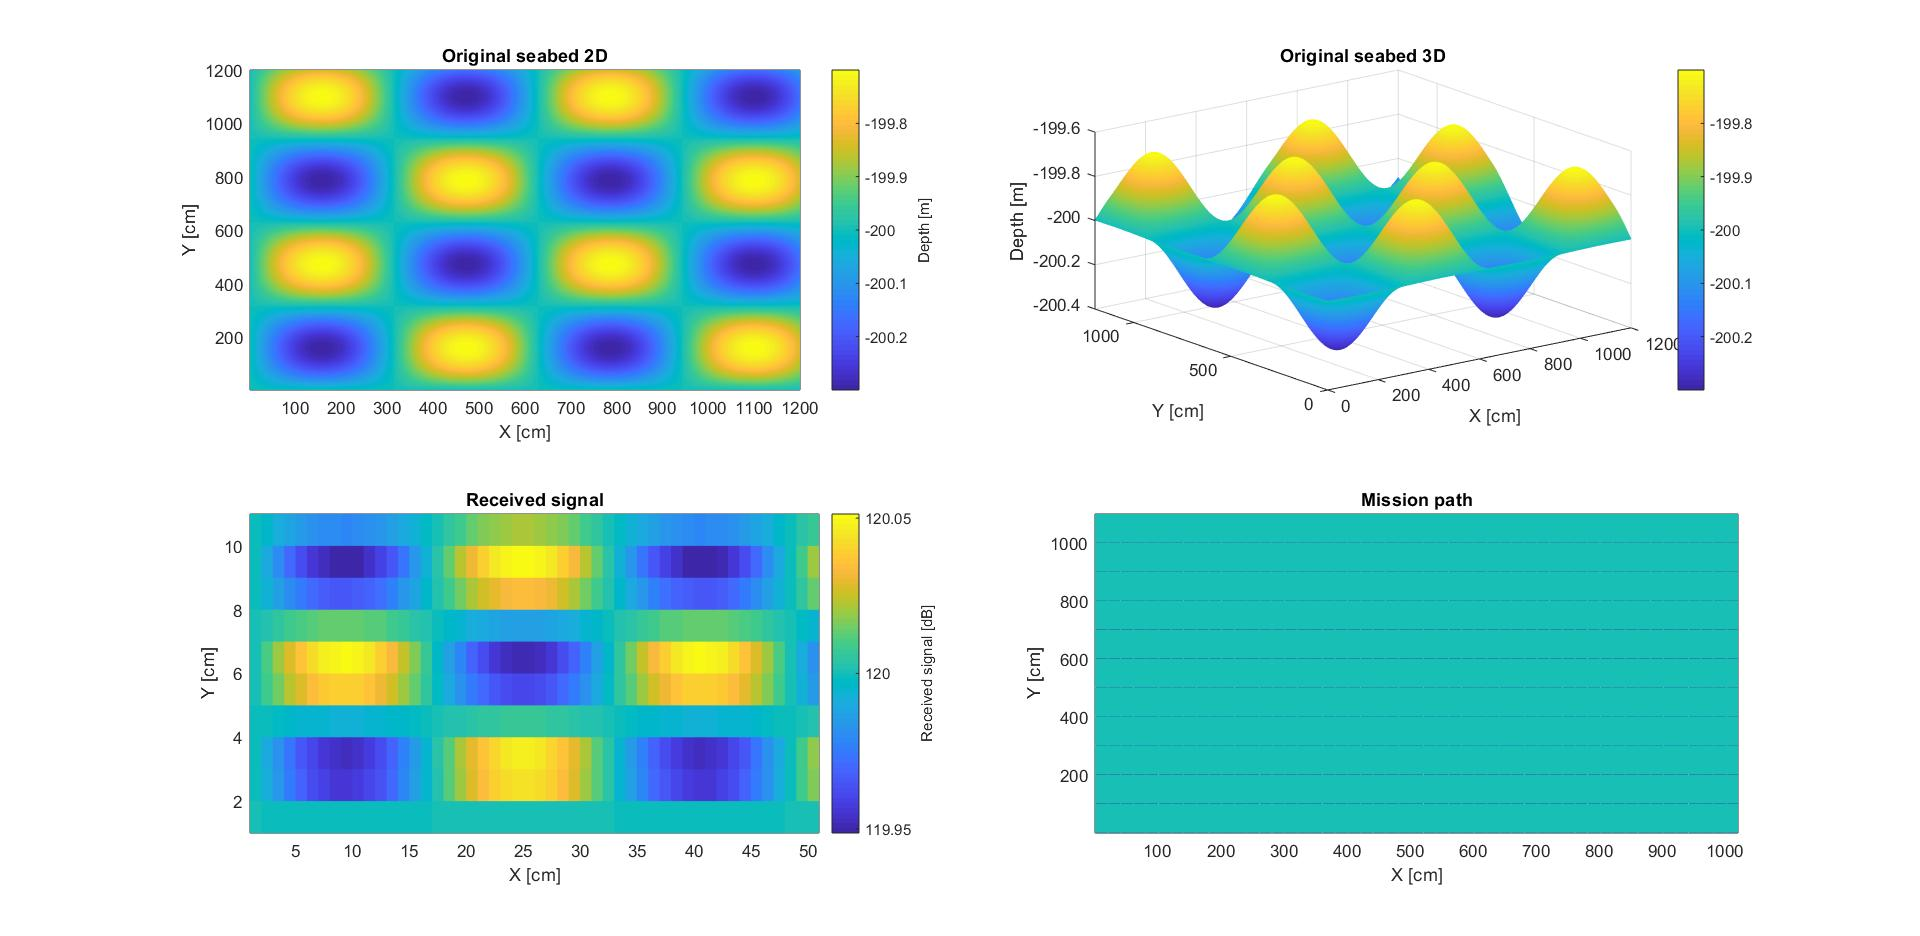 Original seabed 2D
1200
1000
800
600
400
200
Y [cm]
100 200 300 400 500 600 700 800 900 1000 1100 1200
X [cm]
-199.8
-199.9
-200
-200.1
-200.2
Depth [m]
Original seabed 3D
-199.6
-199.8
-200
-200.2
-200.4
Depth [m]
1000
500
0
Y [cm]
0 200 400 600 800 1000 1200
X [cm]
-199.8
-199.9
-200
-200.1
-200.2
Received signal
10
8
6
4
2
Y [cm]
5 10 15 20 25 30 35 40 45 50
X [cm]
120.05
120
119.95
Received signal [dB]
Mission path
1000
800
600
400
200
Y [cm]
100 200 300 400 500 600 700 800 900 1000
X [cm]